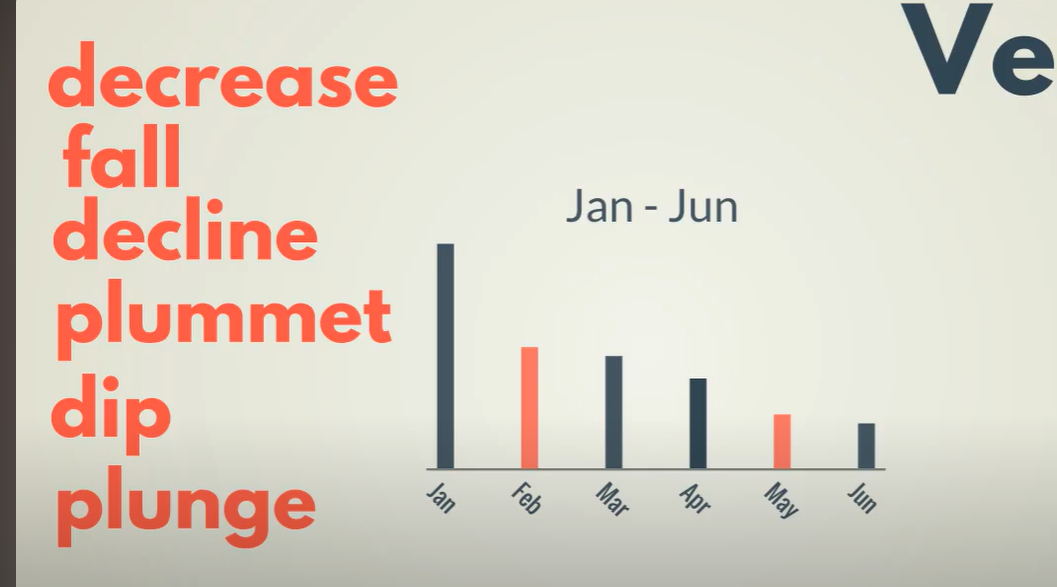 Ve
decrease
fall
decline
plummet
dip
plunge
Jan - Jun
Jan
Feb
Mar
Apr
May
Jun